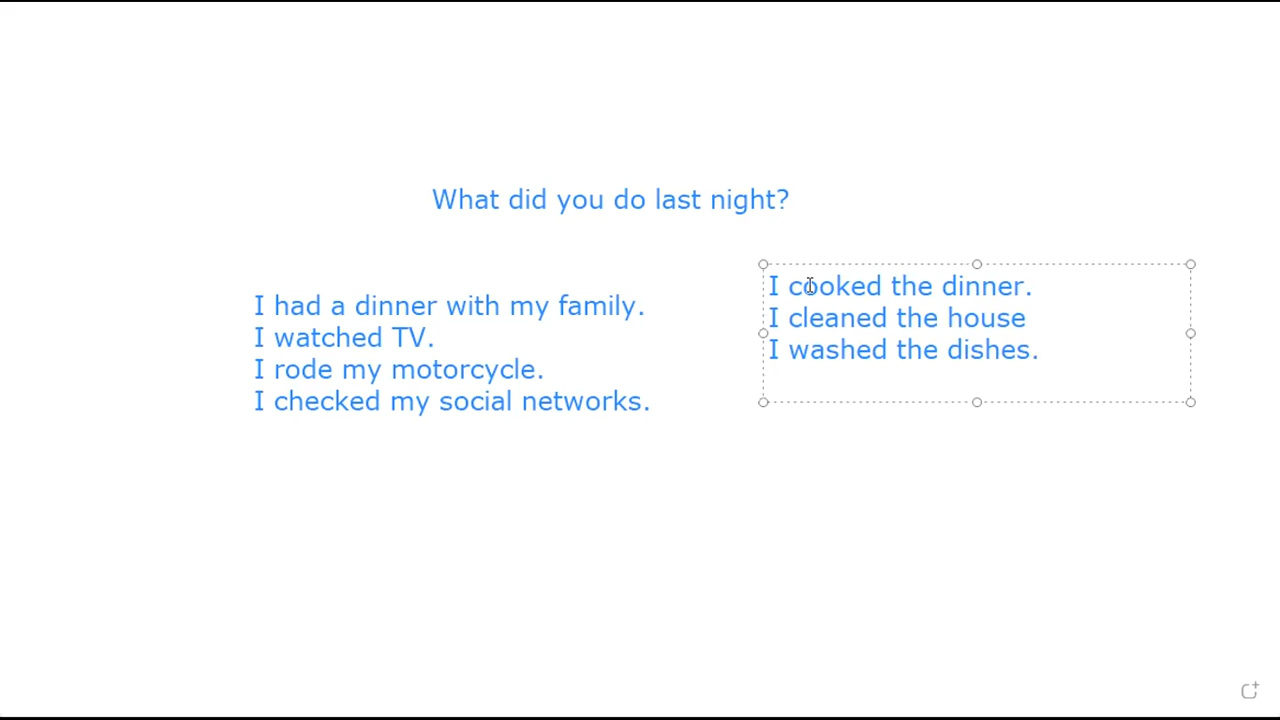 What did you do last night?
I had a dinner with my family.
I watched TV.
I rode my motorcycle.
I checked my social networks.
I cooked the dinner.
I cleaned the house
I washed the dishes.